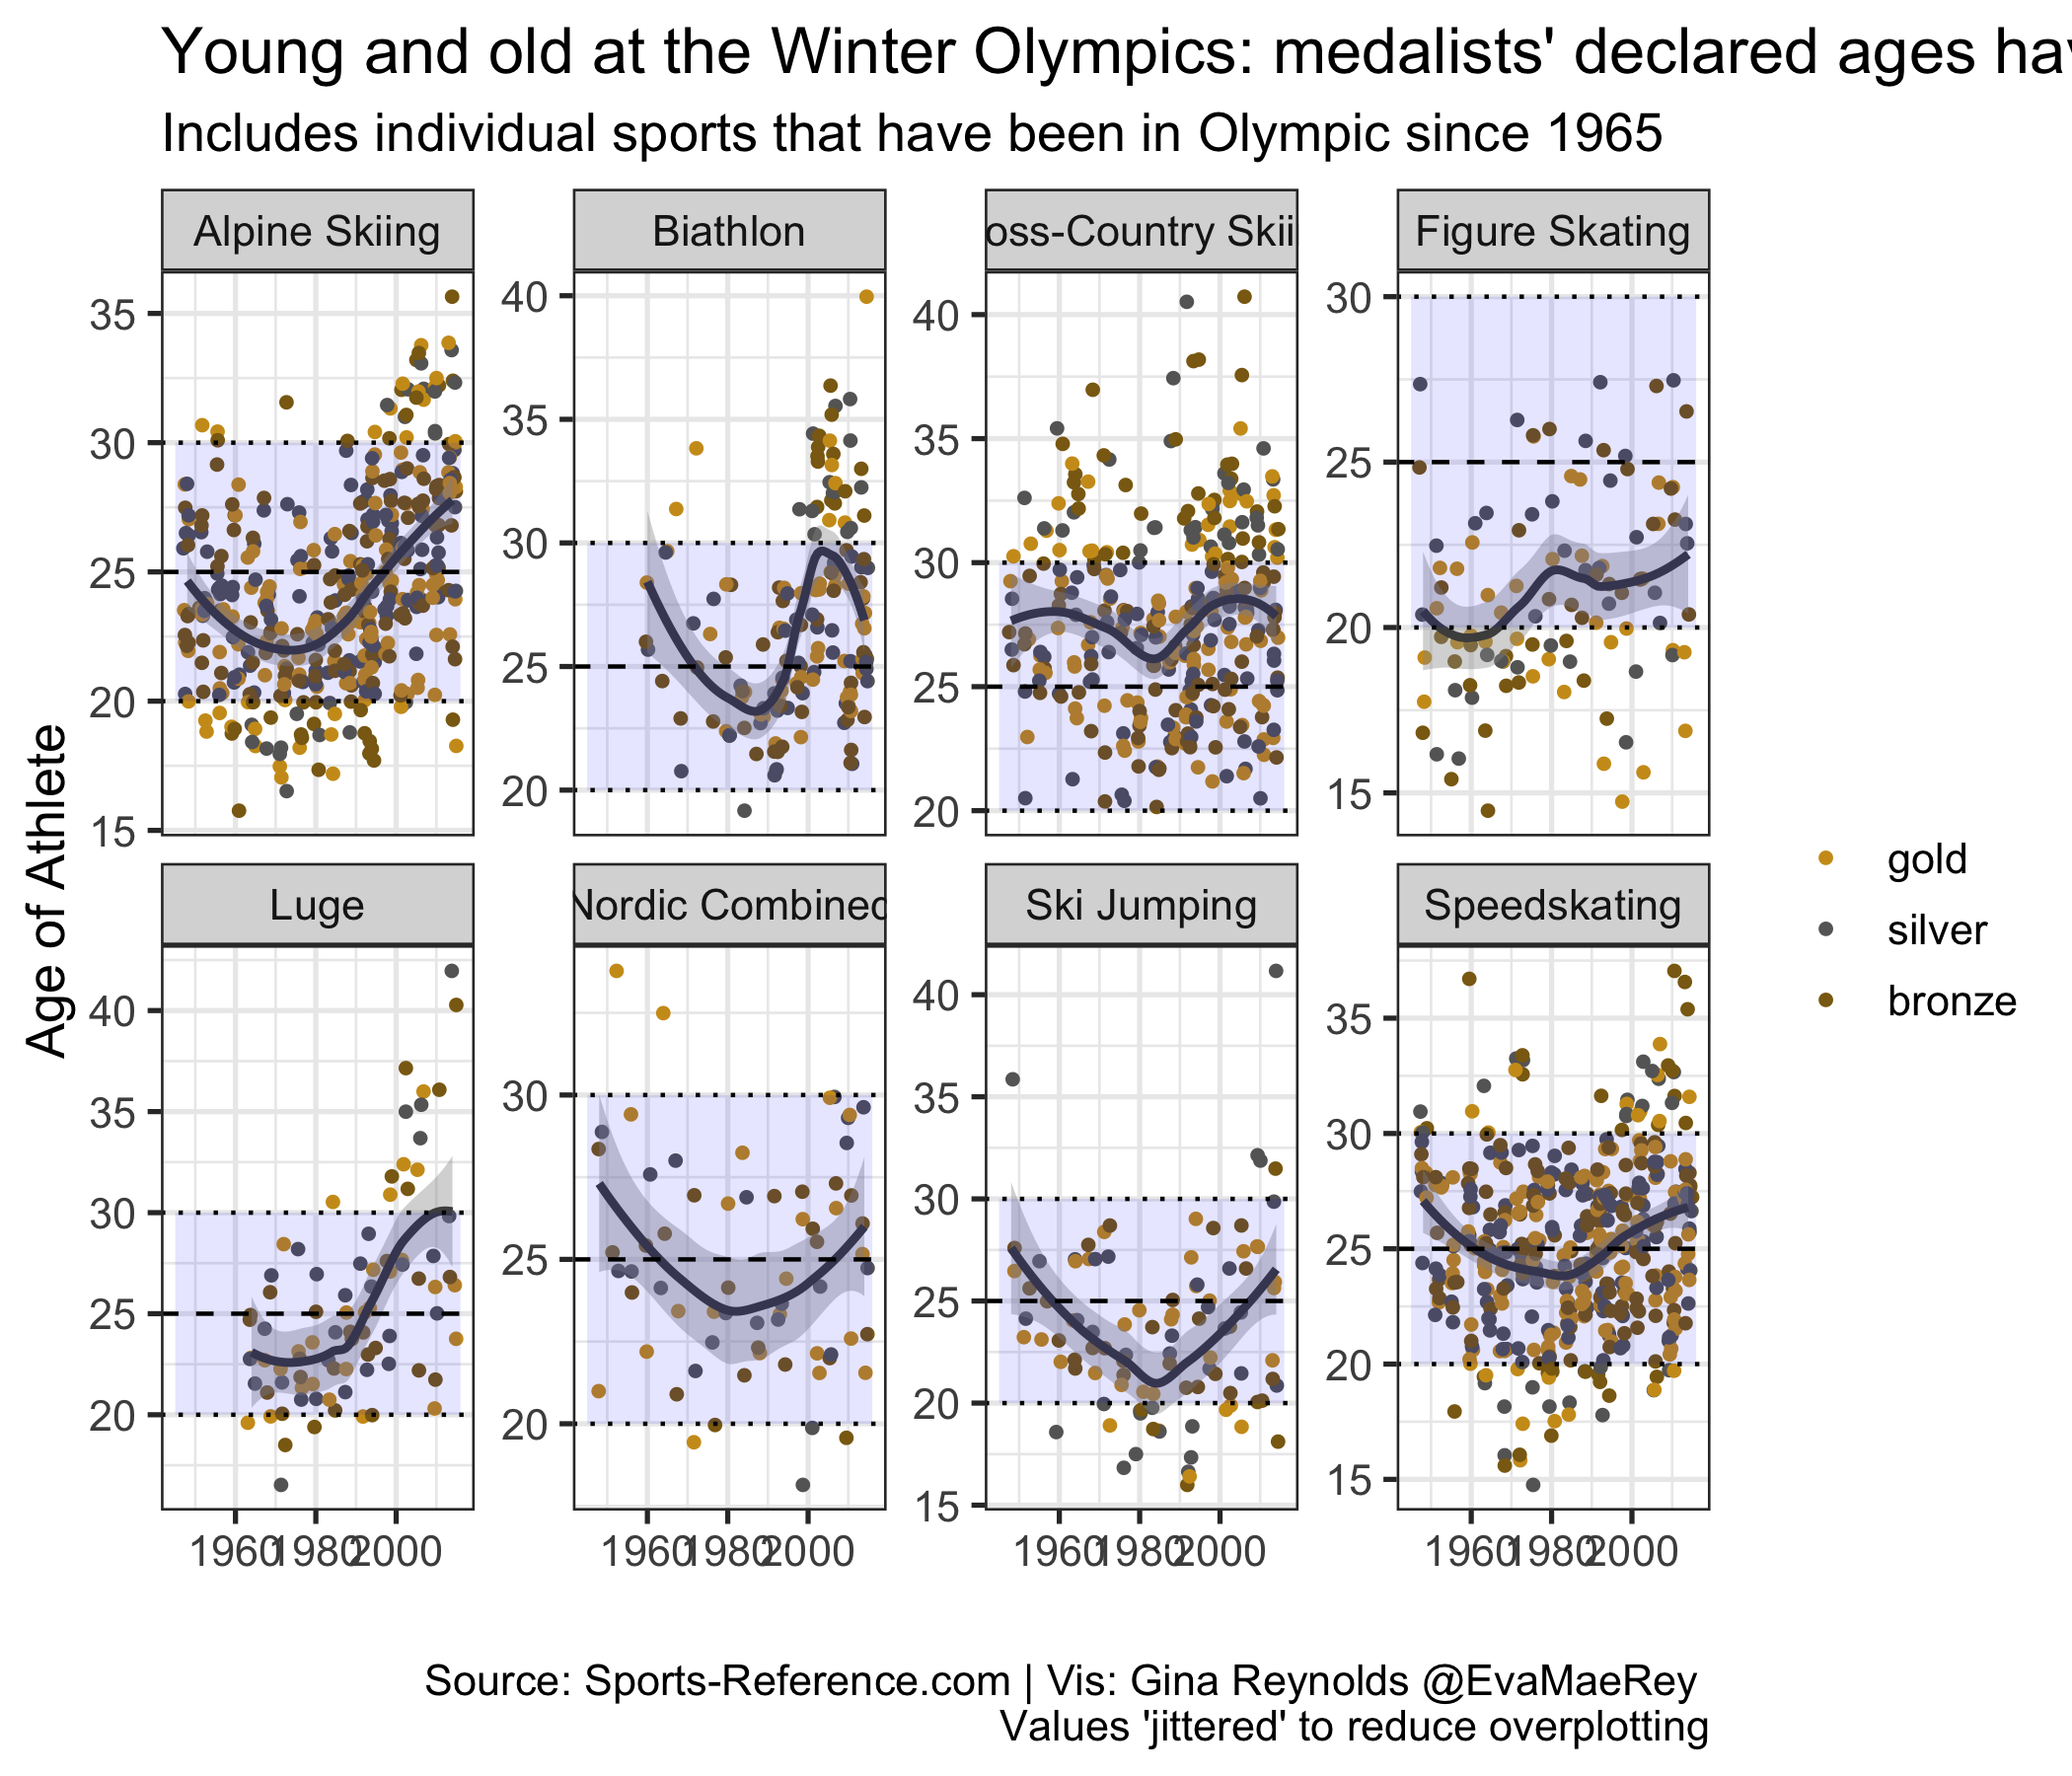 Young and old at the Winter Olympics: medalists' declared ages hav
Includes individual sports that have been in Olympic since 1965
Alpine Skiing
Biathlon
oss-Country Skii
Figure Skating
35
30
25
20
15
40
35
30
25
20
40
35
30
25
20
30
25
20
15
Age of Athlete
gold
silver
bronze
Luge
Nordic Combined
Ski Jumping
Speedskating
40
35
30
25
20
30
25
20
40
35
30
25
20
15
35
30
25
20
15
1960 1980 2000
1960 1980 2000
1960 1980 2000
1960 1980 2000
Source: Sports-Reference.com | Vis: Gina Reynolds @EvaMaeRey
Values 'jittered' to reduce overplotting